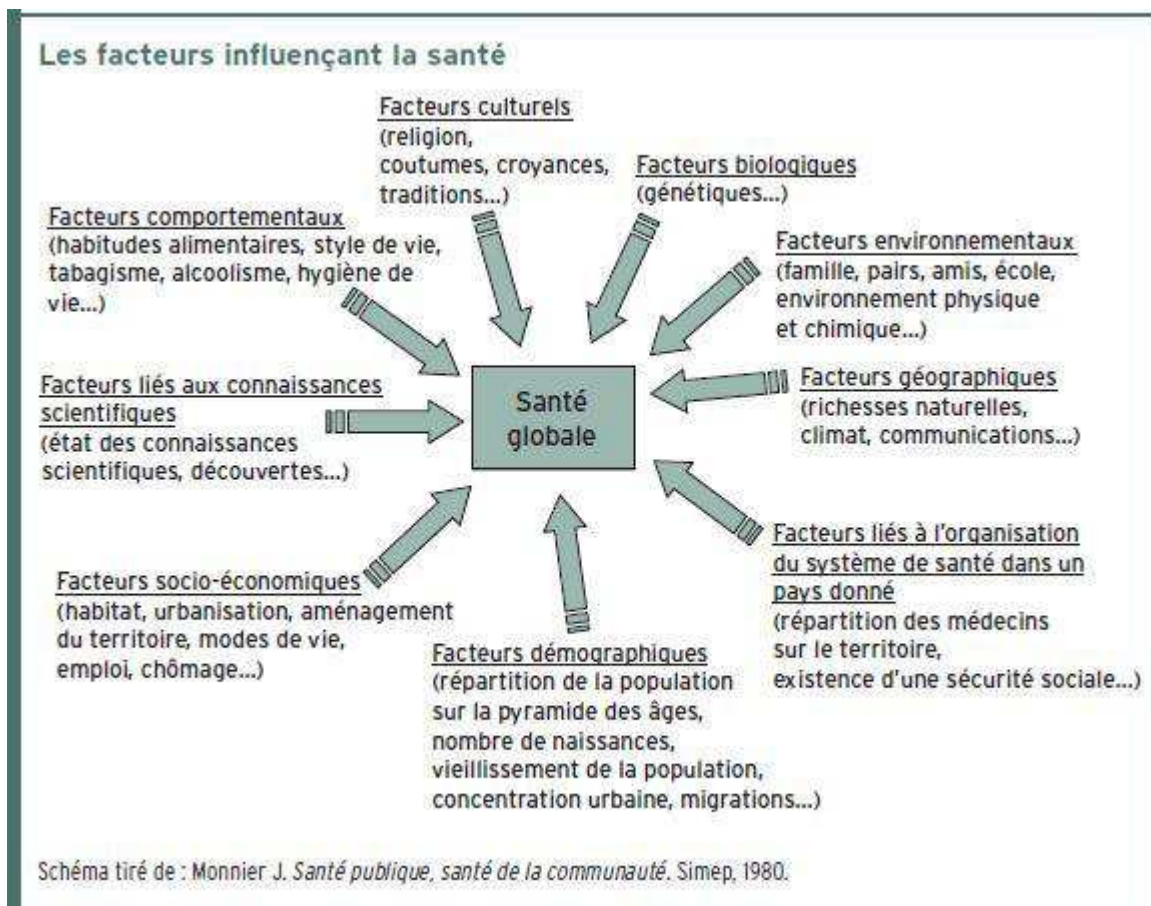 Les facteurs influençant la santé
Facteurs culturels
(religion,
coutumes, croyances,
traditions...)
Facteurs biologiques
(génétiques...)
Facteurs comportementaux
(habitudes alimentaires, style de vie,
tabagisme, alcoolisme, hygiène de
vie...)
Facteurs environnementaux
(famille, pairs, amis, école,
environnement physique
et chimique...)
Facteurs liés aux connaissances
scientifiques
(état des connaissances
scientifiques, découvertes...)
Santé
globale
Facteurs géographiques
(richesses naturelles,
climat, communications...)
Facteurs socio-économiques
(habitat, urbanisation, aménagement
du territoire, modes de vie,
emploi, chômage...)
Facteurs démographiques
(répartition de la population
sur la pyramide des âges,
nombre de naissances,
vieillissement de la population,
concentration urbaine, migrations...)
Facteurs liés à l'organisation
du système de santé dans un
pays donné
(répartition des médecins
sur le territoire,
existence d'une sécurité sociale...)
Schéma tiré de : Monnier J. Santé publique, santé de la communauté. Simep, 1980.